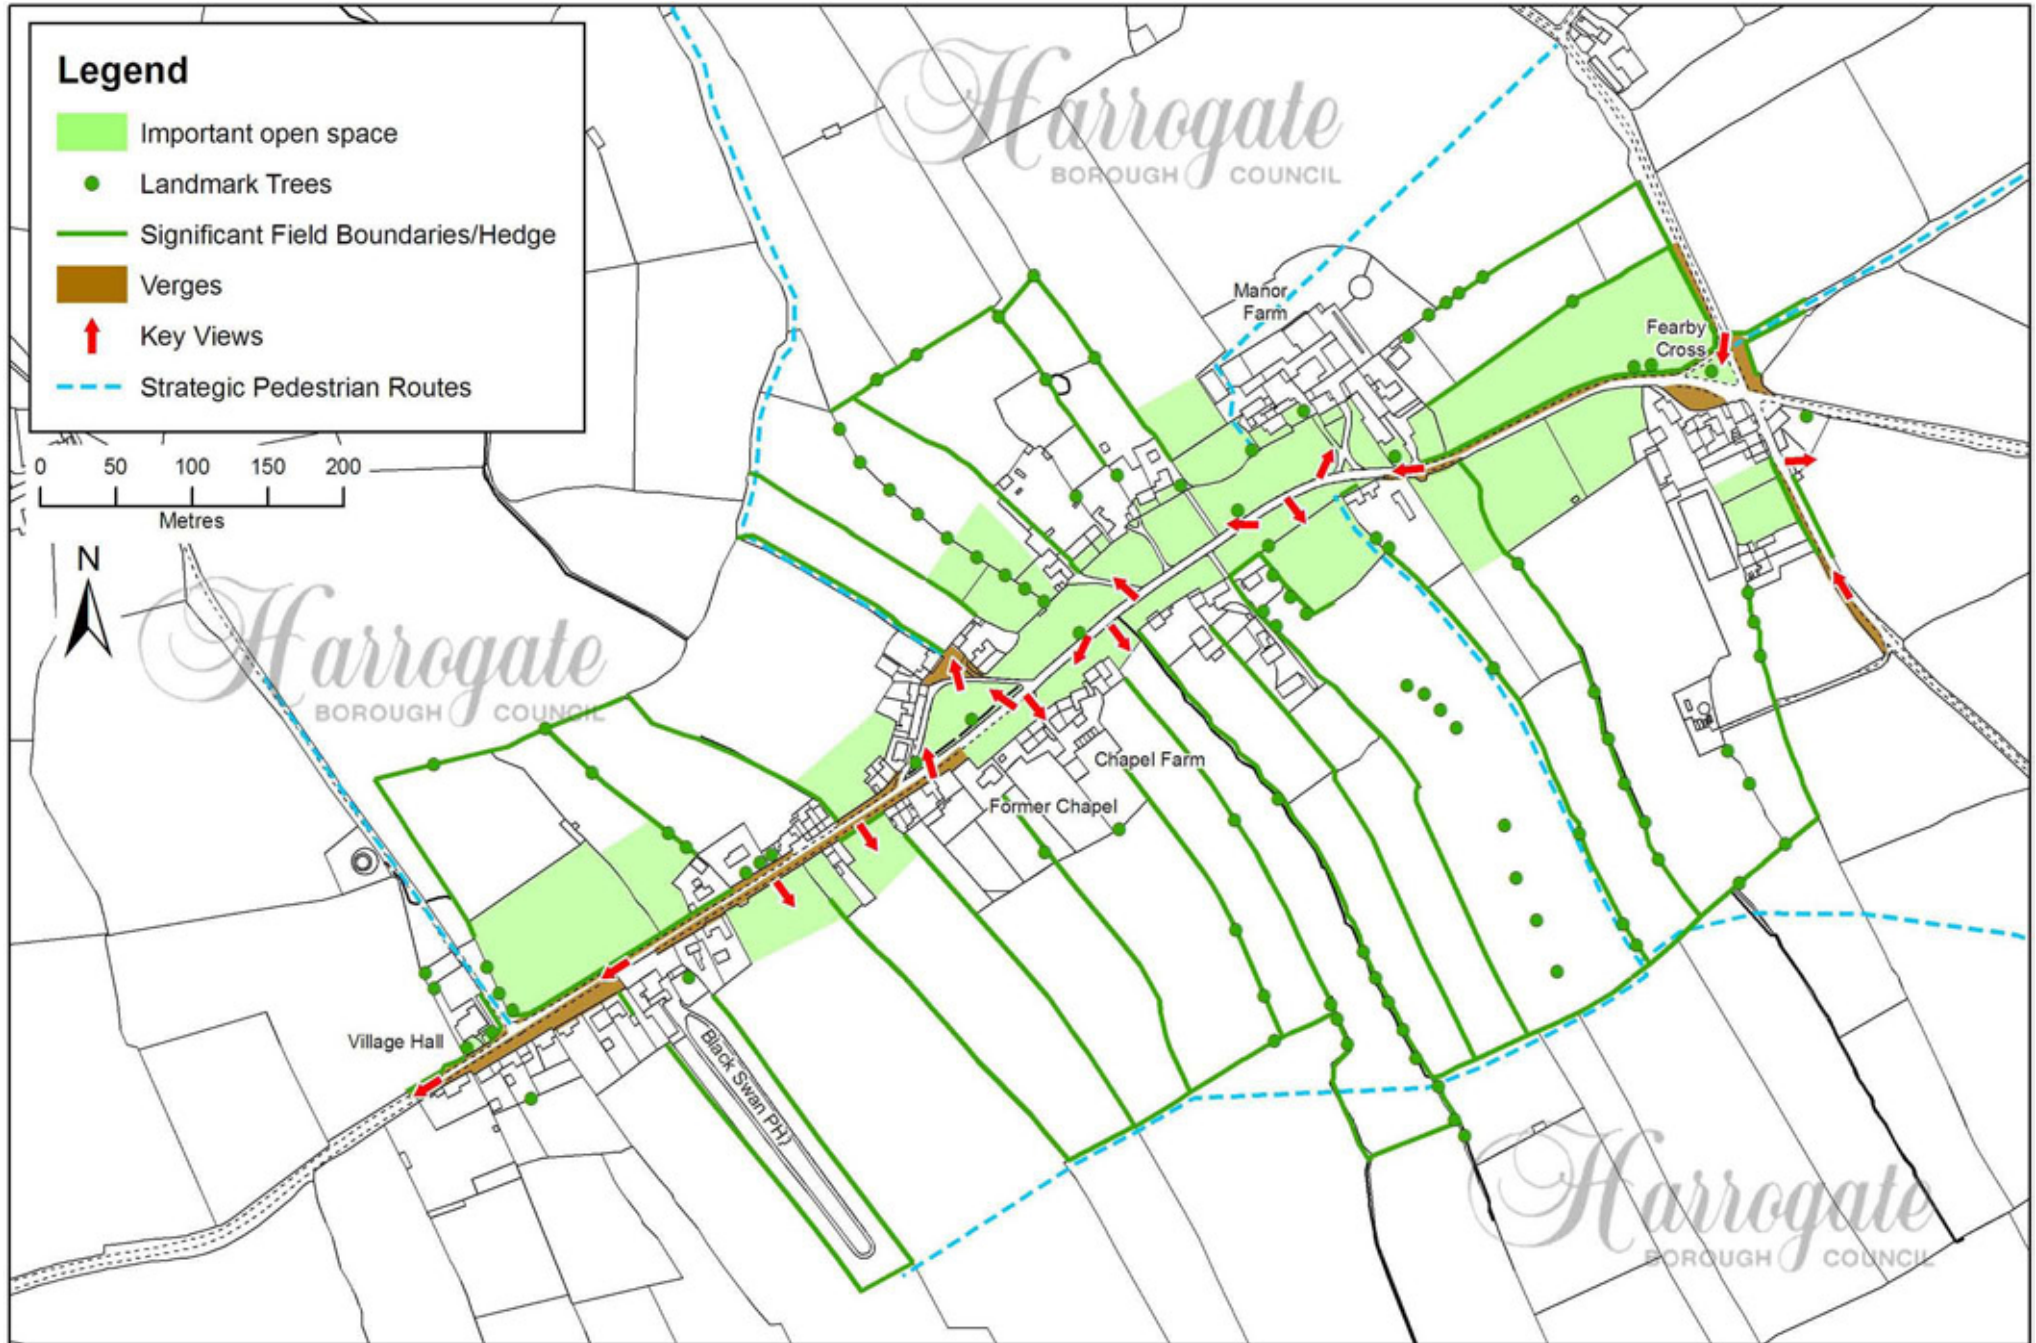 Legend
Important open space
Landmark Trees
Significant Field Boundaries/Hedge
Verges
Key Views
Strategic Pedestrian Routes
0 50 100 150 200
Metres
N
Harrogate
BOROUGH COUNCIL
Manor
Farm
Fearby
Cross
Harrogate
BOROUGH COUNCIL
Chapel Farm
Former Chapel
Village Hall
Black Swan PH
Harrogate
BOROUGH COUNCIL